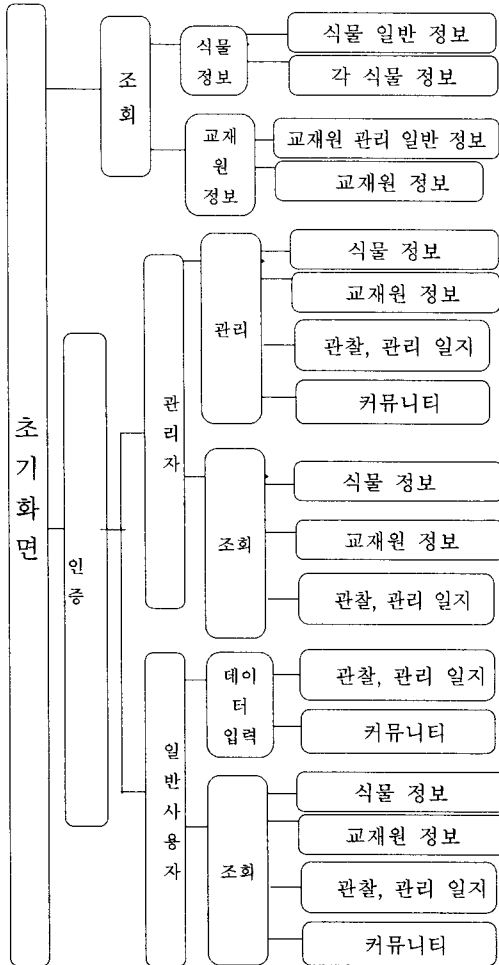 초기화면
조회
식물
정보
식물 일반 정보
각 식물 정보
교재
원
정보
교재원 관리 일반 정보
교재원 정보
인증
관리자
관리
식물 정보
교재원 정보
관찰, 관리 일지
커뮤니티
조회
식물 정보
교재원 정보
관찰, 관리 일지
일반사용자
데이
터
입력
관찰, 관리 일지
커뮤니티
조회
식물 정보
교재원 정보
관찰, 관리 일지
커뮤니티